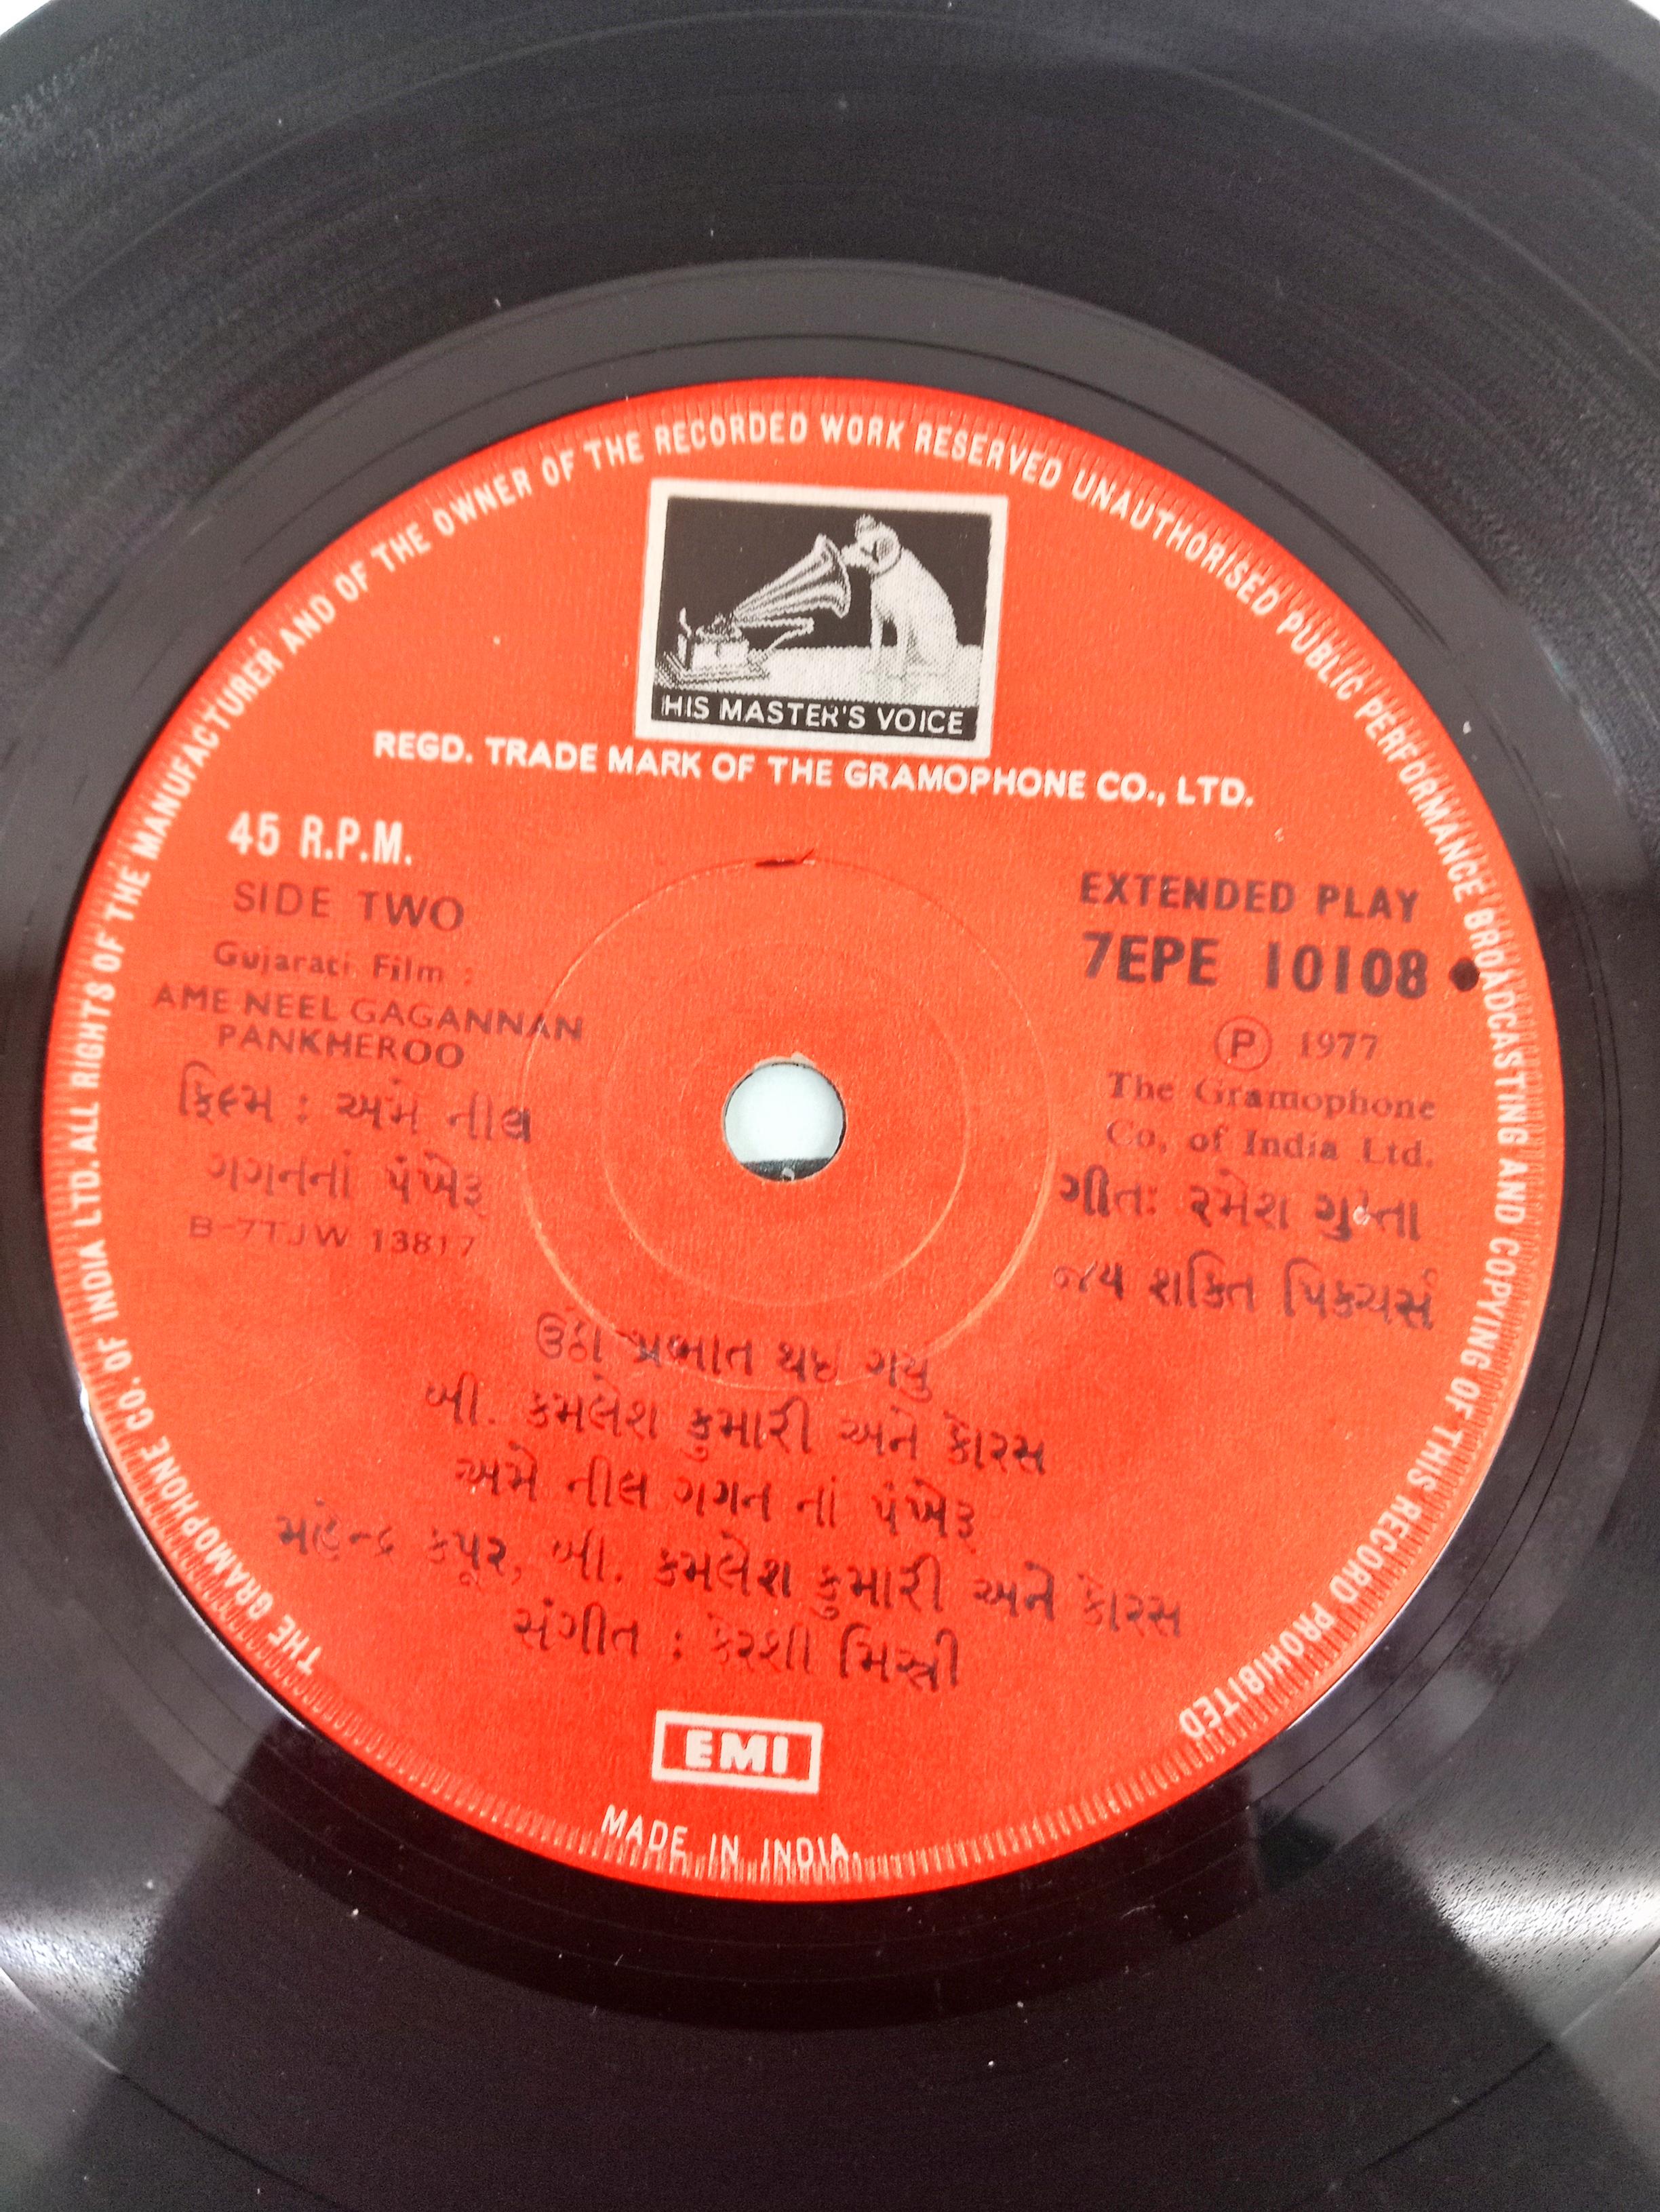 THE GRAMOPHONE CO. OF INDIA LTD. ALL RIGHTS OF THE MANUFACTURER AND OF THE OWNER OF THE RECORDED WORK RESERVED UNAUTHORISED PUBLIC PERFORMANCE BROADCASTING AND COPYING OF THIS RECORD PROHIBITED
HIS MASTER'S VOICE
REGD. TRADE MARK OF THE GRAMOPHONE CO., LTD.
45 R.P.M.
SIDE TWO
Gujarati Film :
AME NEEL GAGANNAN
PANKHEROO
ફિલ્મ : અમે નીલ
ગગનનાં પંખેરૂ
B-7TJW 13817
EXTENDED PLAY
7EPE 10108
Ⓟ 1977
The Gramophone
Co, of India Ltd.
ગીતઃ રમેશ ગુપ્તા
જય શક્તિ પિકચર્સ
ઉઠો પ્રભાત થઇ ગયુ
બી. કમલેશ કુમારી અને કોરસ
અમે નીલ ગગન નાં પંખેરૂ
મહેન્દ્ર કપૂર, બી. કમલેશ કુમારી અને કોરસ
સંગીત : કેરશી મિસ્ત્રી
EMI
MADE IN INDIA.